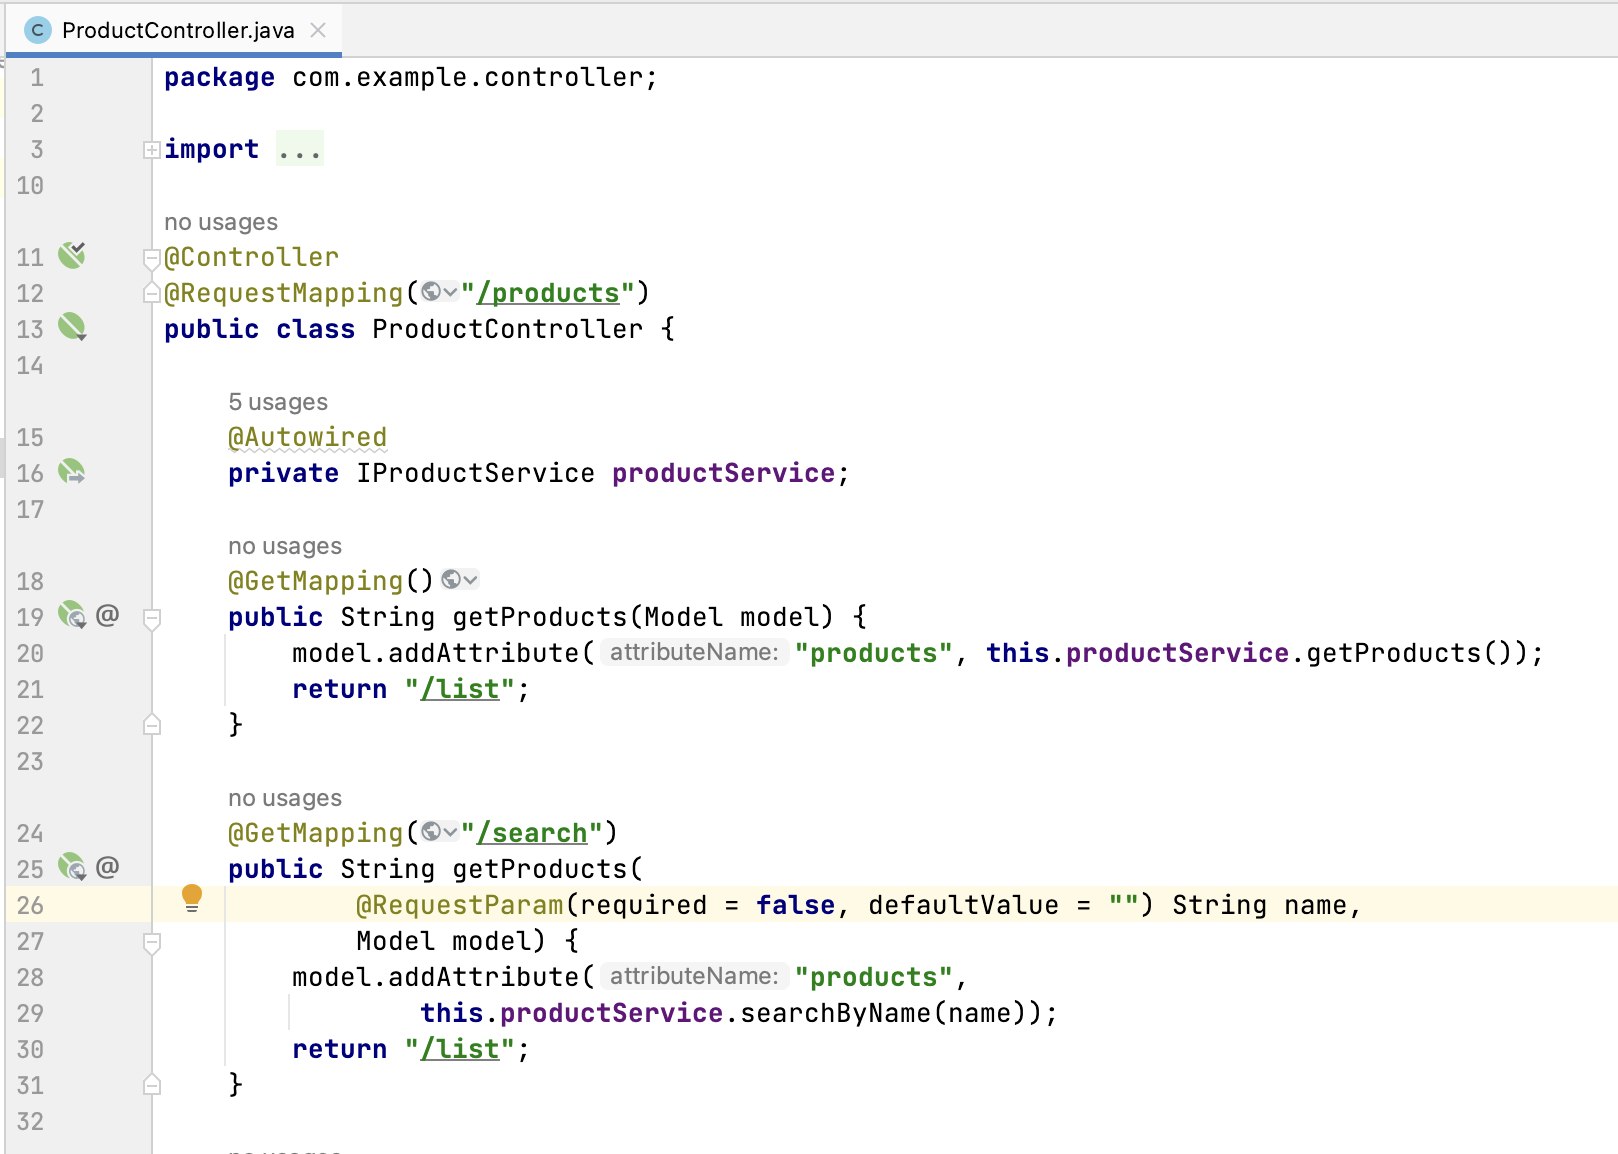 ProductController.java
1 package com.example.controller;
2
3 import ...
10
no usages
11 @Controller
12 @RequestMapping("/products")
13 public class ProductController {
14
5 usages
15 @Autowired
16 private IProductService productService;
17
no usages
18 @GetMapping()
19 @ public String getProducts(Model model) {
20 model.addAttribute( attributeName: "products", this.productService.getProducts());
21 return "/list";
22 }
23
no usages
24 @GetMapping("/search")
25 @ public String getProducts(
26 @RequestParam(required = false, defaultValue = "") String name,
27 Model model) {
28 model.addAttribute( attributeName: "products",
29 this.productService.searchByName(name));
30 return "/list";
31 }
32